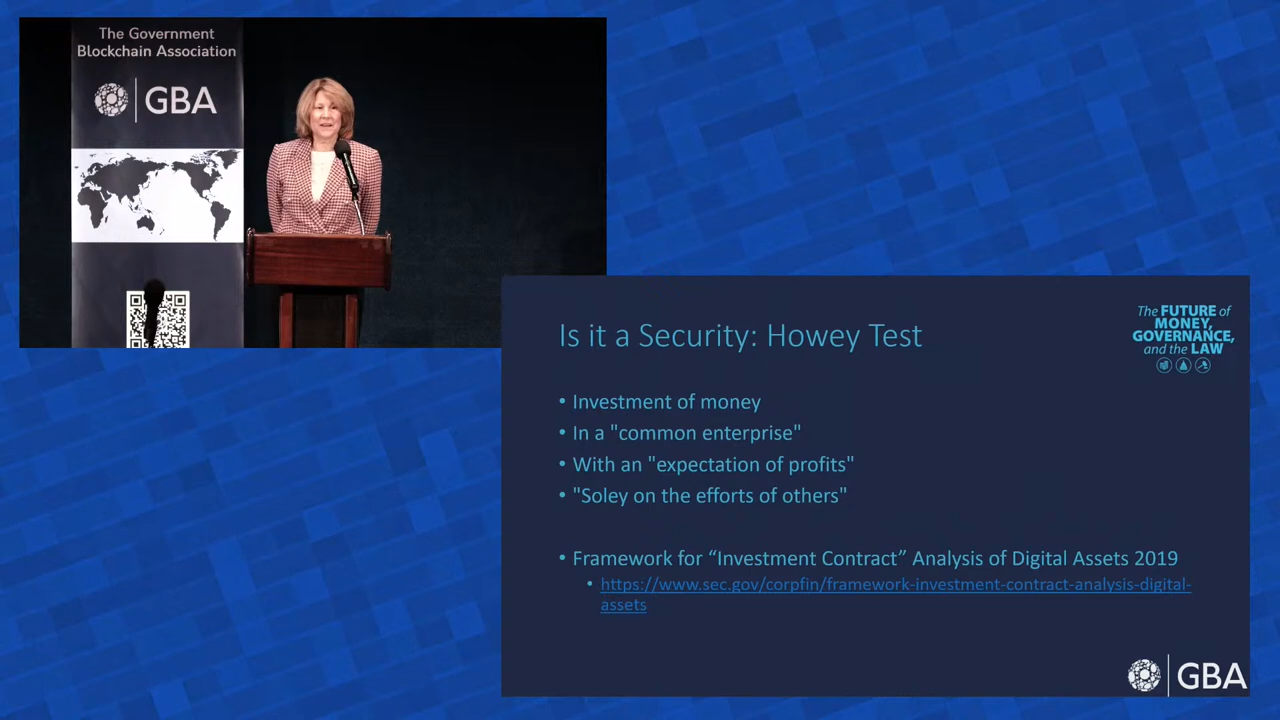 The Government
Blockchain Association
GBA
Is it a Security: Howey Test
The FUTURE of
MONEY,
GOVERNANCE,
and the LAW
• Investment of money
• In a "common enterprise"
• With an "expectation of profits"
• "Soley on the efforts of others"
• Framework for “Investment Contract” Analysis of Digital Assets 2019
• https://www.sec.gov/corpfin/framework-investment-contract-analysis-digital-
assets
GBA